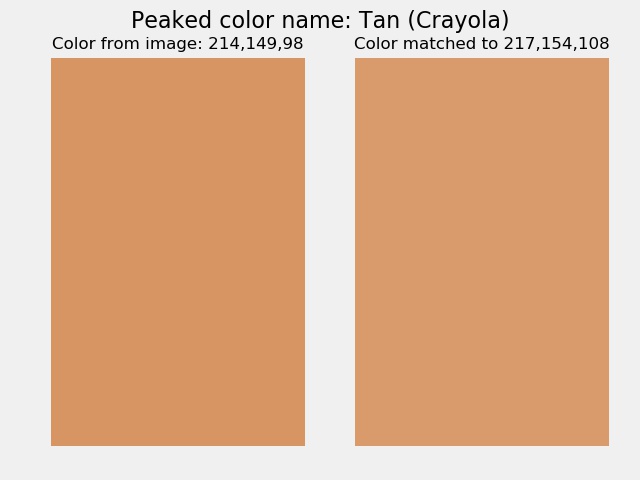 Peaked color name: Tan (Crayola)
Color from image: 214,149,98
Color matched to 217,154,108